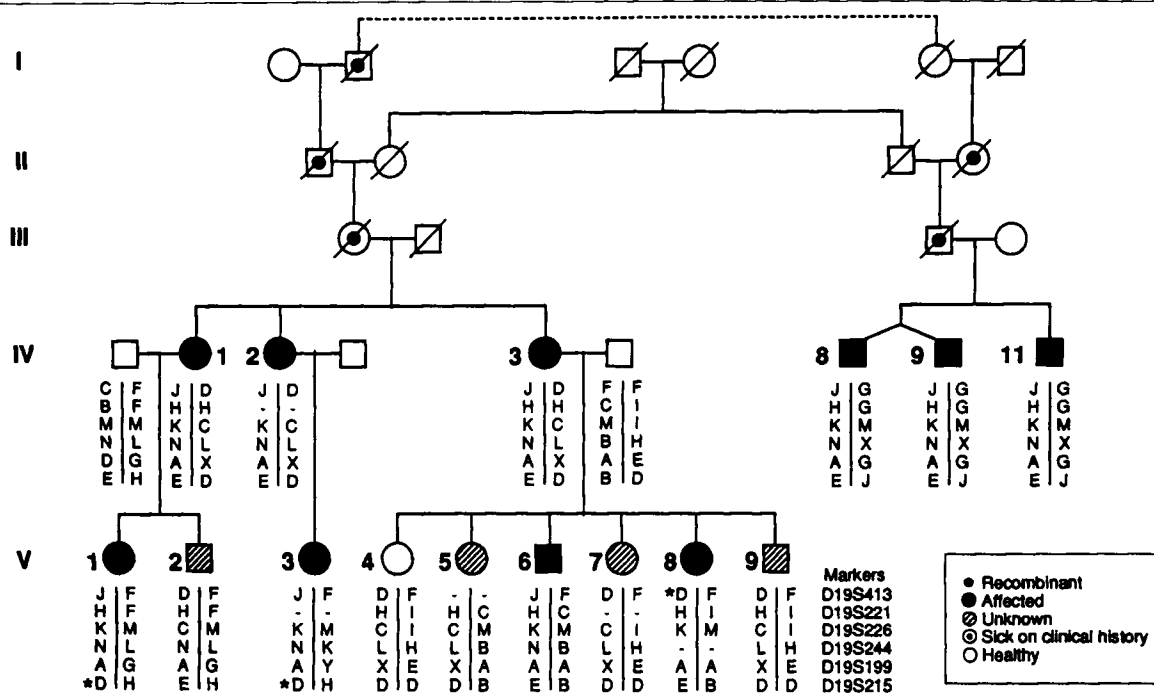 I
II
III
IV 1 2 3 8 9 11
C F J D J D J D F F J G J G J G
B F H H - - H H C I H G H G H G
M M K C K C K C M I K M K M K M
N L N L N L N L B H N X N X N X
D G A X A X A X A E A G A G A G
E H E D E D E D B D E J E J E J
V 1 2 3 4 5 6 7 8 9 Markers
J F D F J F D F - - J F D F *D F D F D19S413
H F H F - - H I H C H C - - H I H I D19S221
K M C M K M C I C M K M C I K M C I D19S226
N L N L N K L H L B N B L H - - L H D19S244
A G A G A Y X E X A A A X E A A X E D19S199
*D H E H *D H D D D B E B D D E B D D D19S215
Recombinant
Affected
Unknown
Sick on clinical history
Healthy